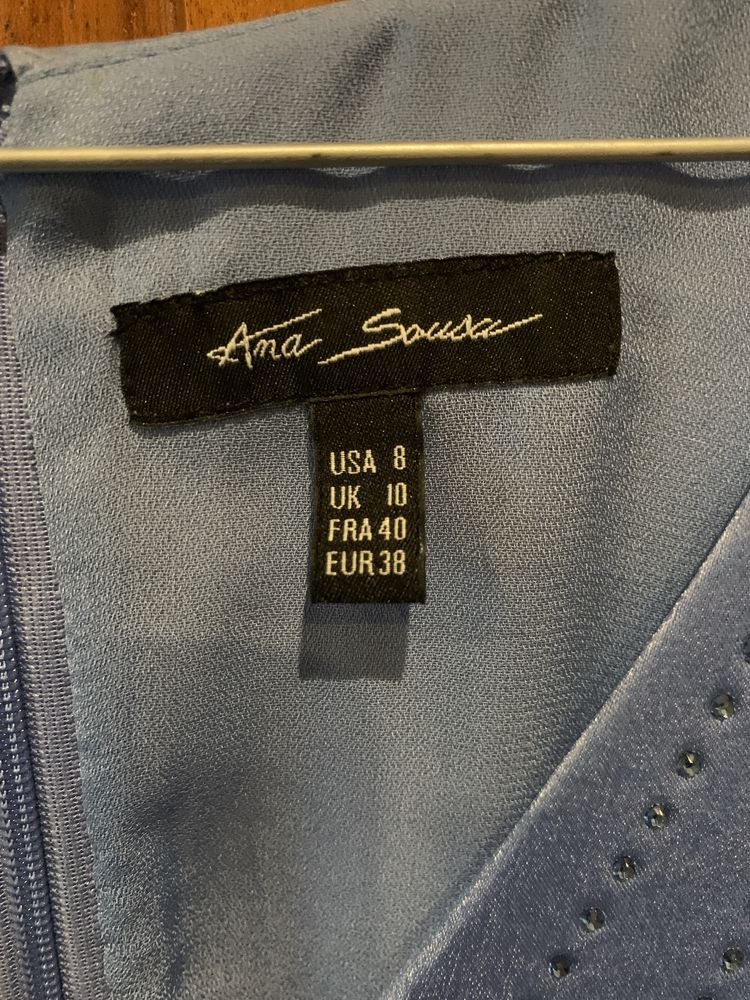 Ana Sousa
USA 8
UK 10
FRA 40
EUR 38